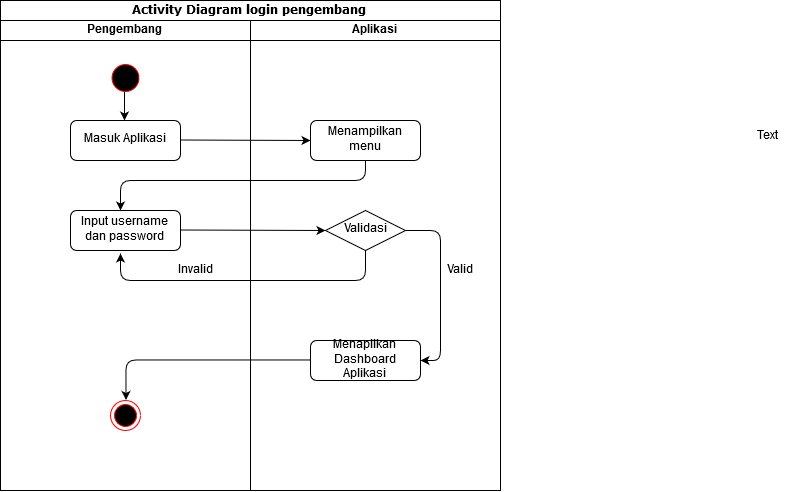 Activity Diagram login pengembang
Pengembang
Aplikasi
Masuk Aplikasi
Menampilkan
menu
Text
Input username
dan password
Validasi
Invalid
Valid
Menapilkan
Dashboard
Aplikasi